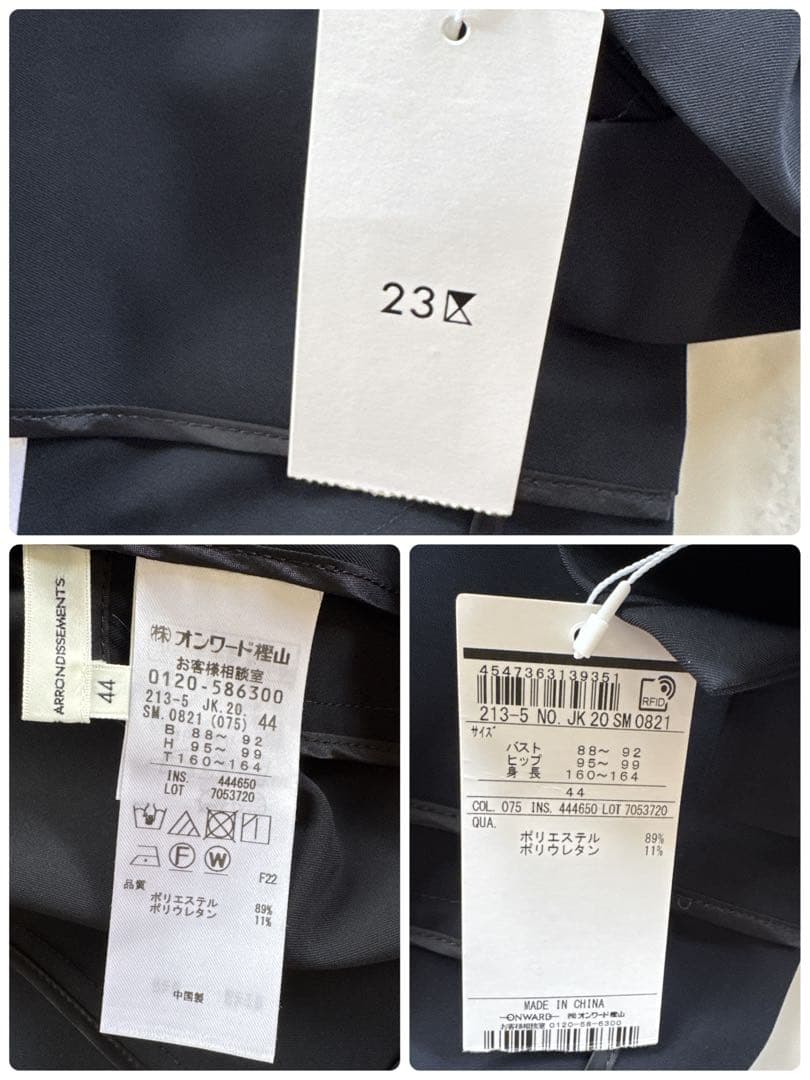 23区
ARRONDISSEMENTS
44
㈱オンワード樫山
お客様相談室
0120-586300
213-5 JK.20.
SM.0821 (075) 44
B 88～ 92
H 95～ 99
T 160～164
INS. 444650
LOT 7053720
F
W
F22
品質
ポリエステル 89%
ポリウレタン 11%
中国製
4547363139351
RFID
213-5 NO. JK 20 SM 0821
サイズ
バスト 88～ 92
ヒップ 95～ 99
身長 160～164
44
COL. 075 INS. 444650 LOT 7053720
QUA.
ポリエステル 89%
ポリウレタン 11%
MADE IN CHINA
ONWARD ㈱オンワード樫山
お客様相談室 0120-58-6300